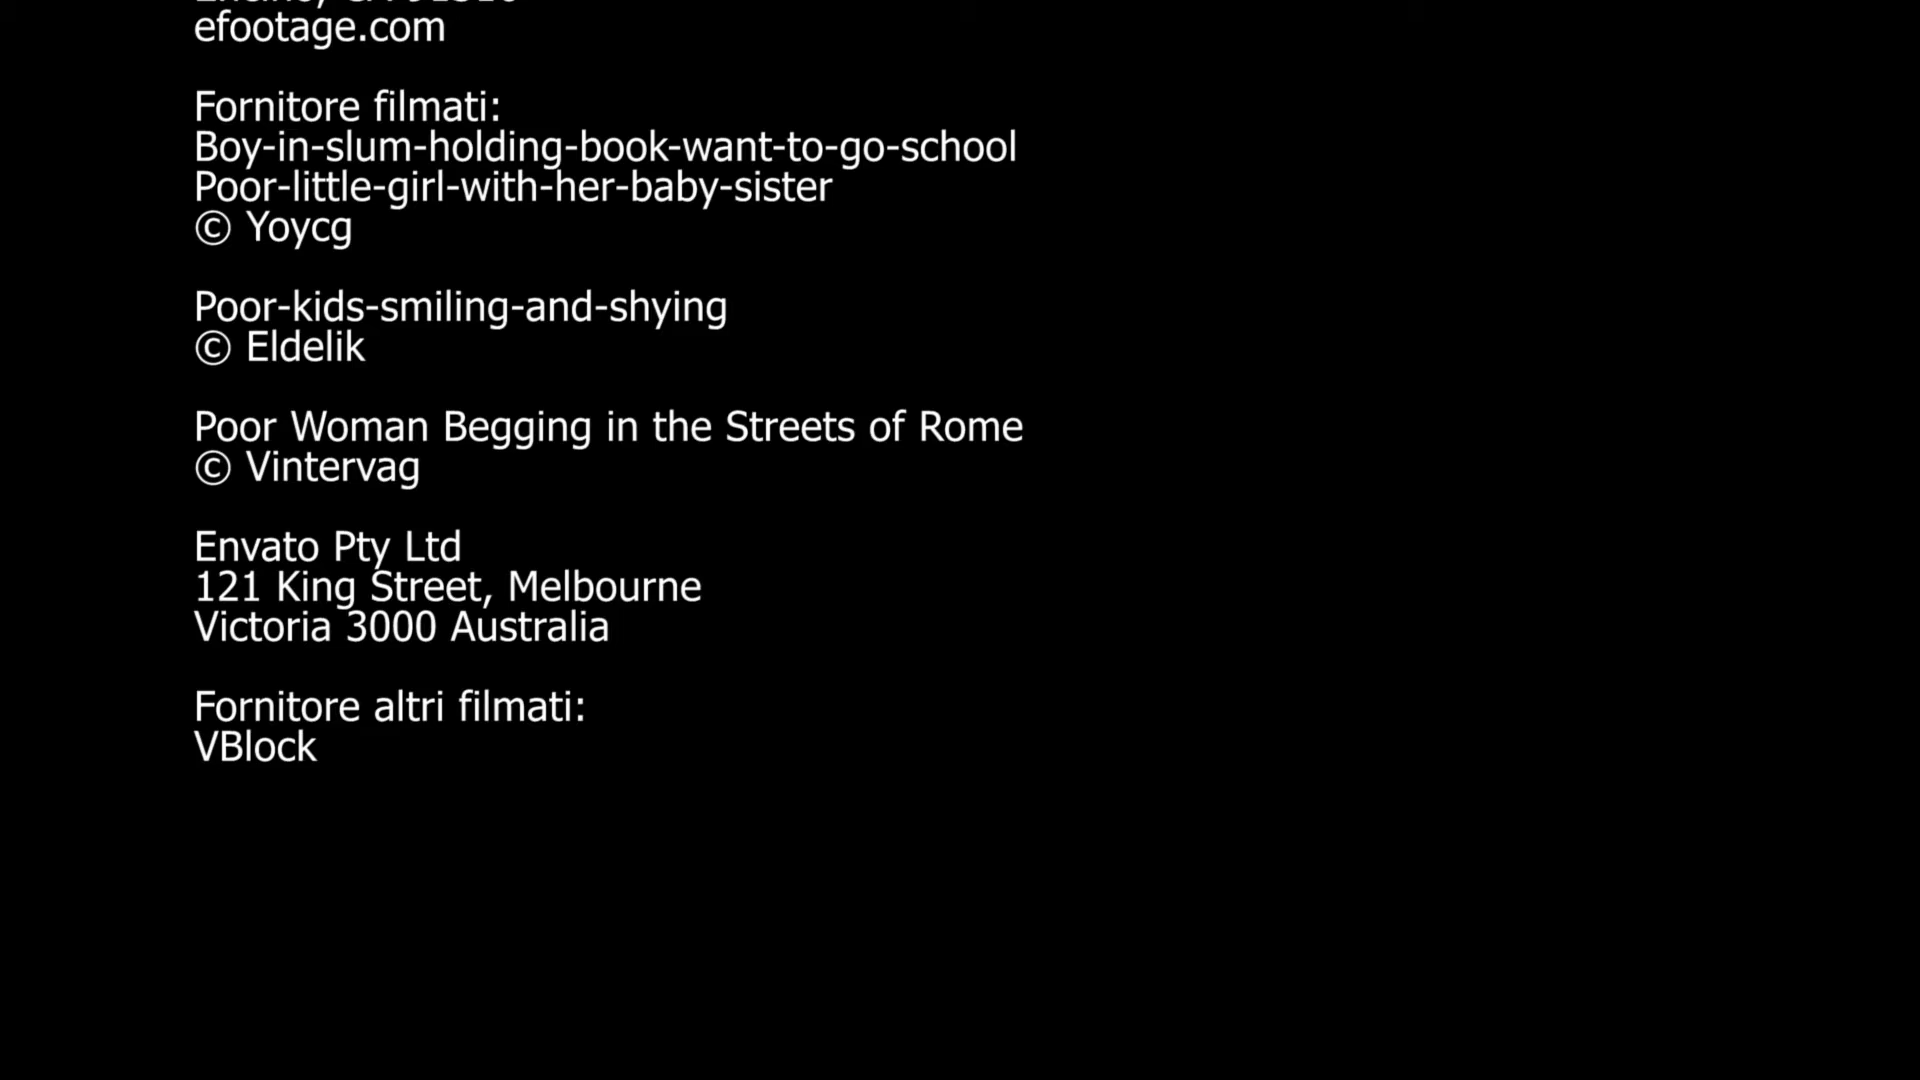 efootage.com
Fornitore filmati:
Boy-in-slum-holding-book-want-to-go-school
Poor-little-girl-with-her-baby-sister
© Yoycg
Poor-kids-smiling-and-shying
© Eldelik
Poor Woman Begging in the Streets of Rome
© Vintervag
Envato Pty Ltd
121 King Street, Melbourne
Victoria 3000 Australia
Fornitore altri filmati:
VBlock